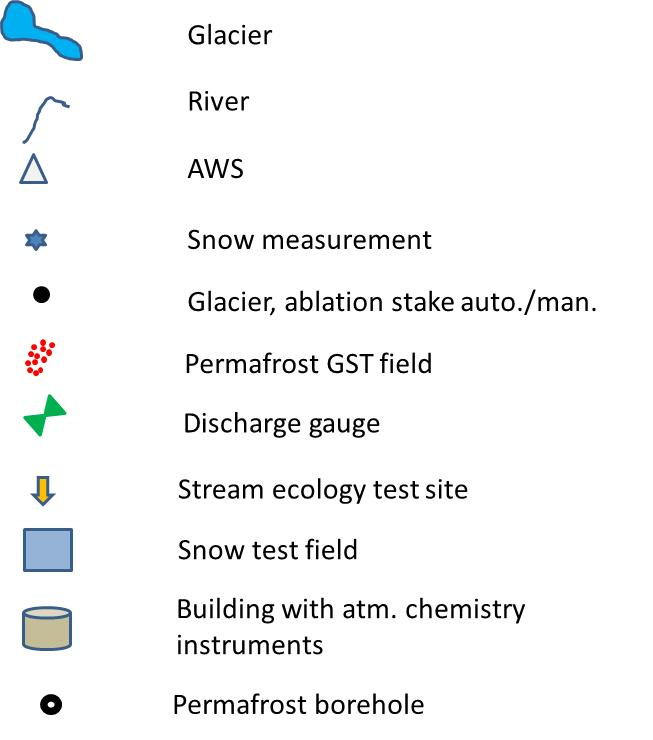 Glacier
River
AWS
Snow measurement
Glacier, ablation stake auto./man.
Permafrost GST field
Discharge gauge
Stream ecology test site
Snow test field
Building with atm. chemistry
instruments
Permafrost borehole